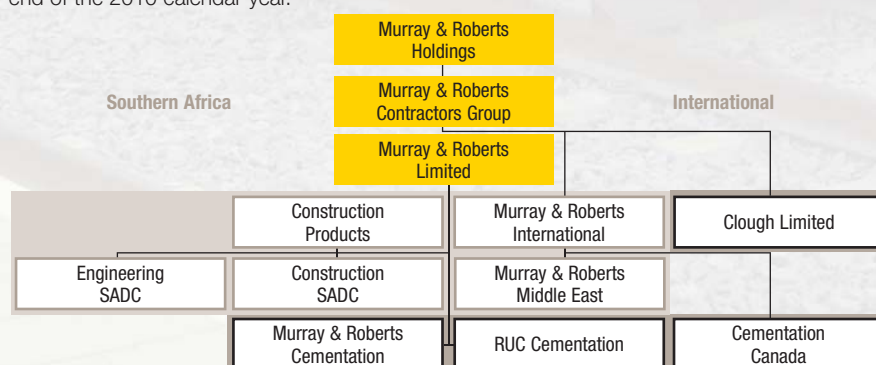 end of the 2010 calendar year.
Murray & Roberts
Holdings
Southern Africa
Murray & Roberts
Contractors Group
International
Murray & Roberts
Limited
Construction
Products
Murray & Roberts
International
Clough Limited
Engineering
SADC
Construction
SADC
Murray & Roberts
Middle East
Murray & Roberts
Cementation
RUC Cementation
Cementation
Canada